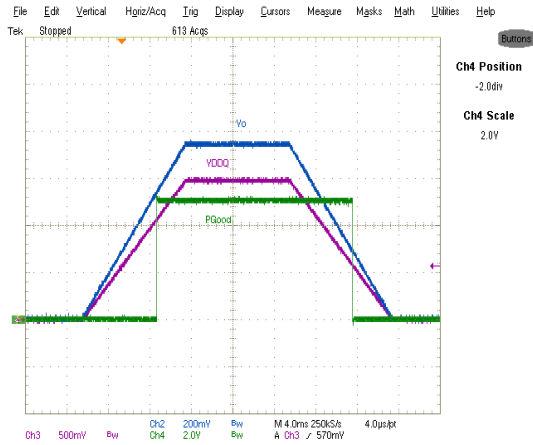 File Edit Vertical Horiz/Acq Trig Display Cursors Measure Masks Math Utilities Help
Tek Stopped 613 Acqs
Buttons
Ch4 Position
-2.0div
Ch4 Scale
2.0V
Vo
VDDQ
PGood
Ch2 200mV Bw M 4.0ms 250kS/s 4.0µs/pt
Ch3 500mV Bw Ch4 2.0V Bw A Ch3 ∕ 570mV